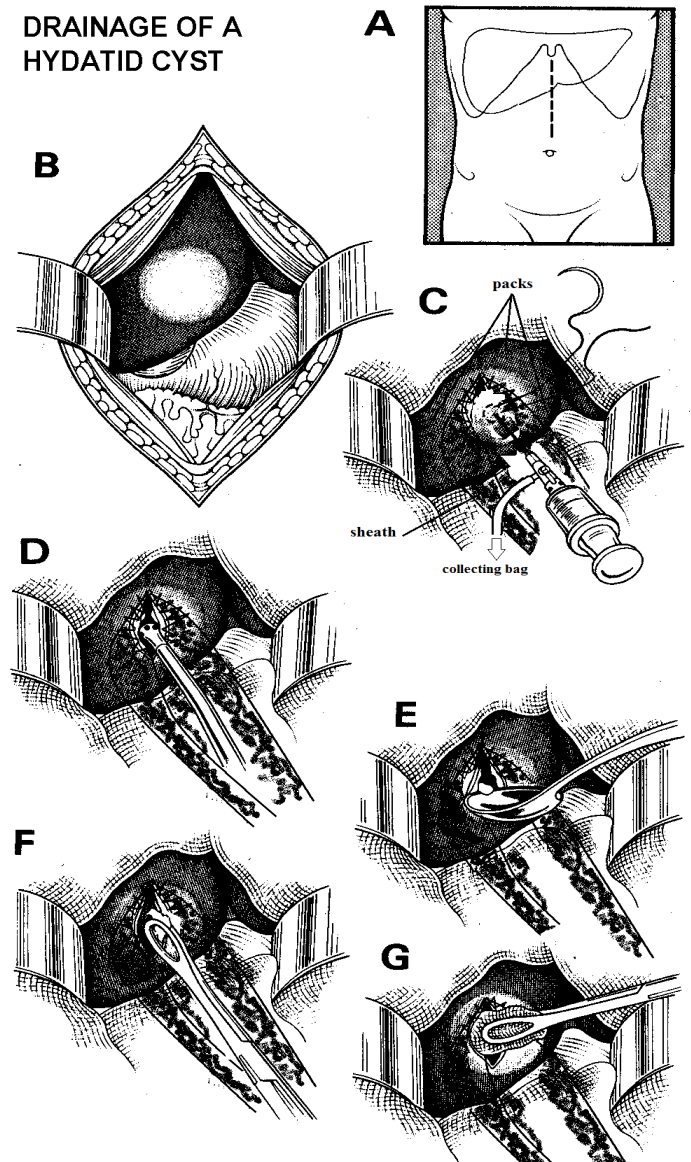 DRAINAGE OF A
HYDATID CYST
A
B
C
packs
sheath
collecting bag
D
E
F
G